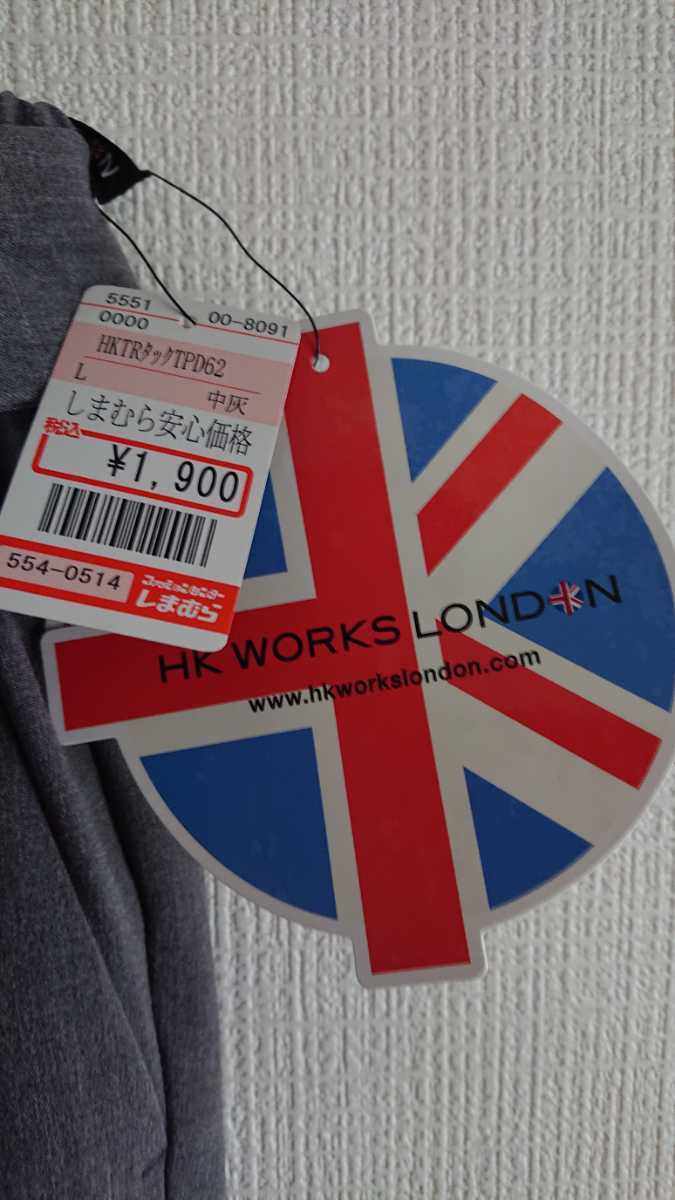 5551
0000 00-8091
HKTRタックTPD62
L 中灰
しまむら安心価格
税込
¥1,900
554-0514
ファッションセンター
しまむら
HK WORKS LONDON
www.hkworkslondon.com